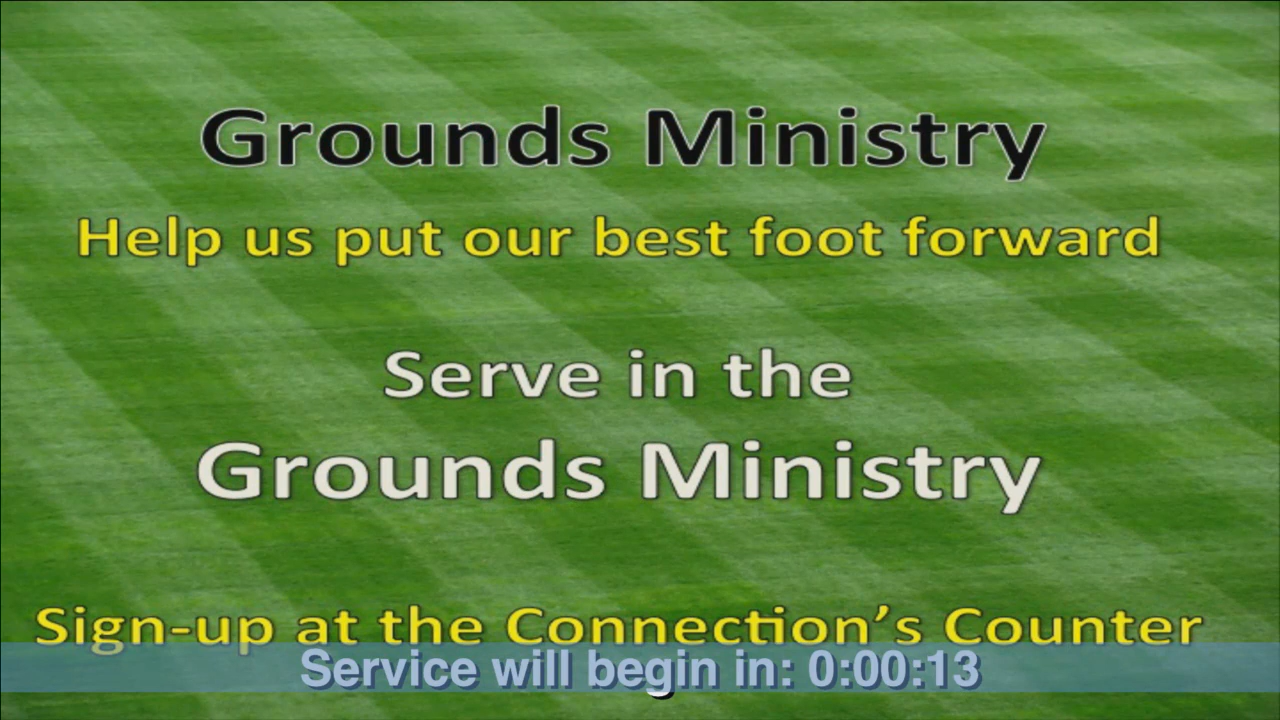 Grounds Ministry
Help us put our best foot forward
Serve in the
Grounds Ministry
Sign-up at the Connection’s Counter
Service will begin in: 0:00:13